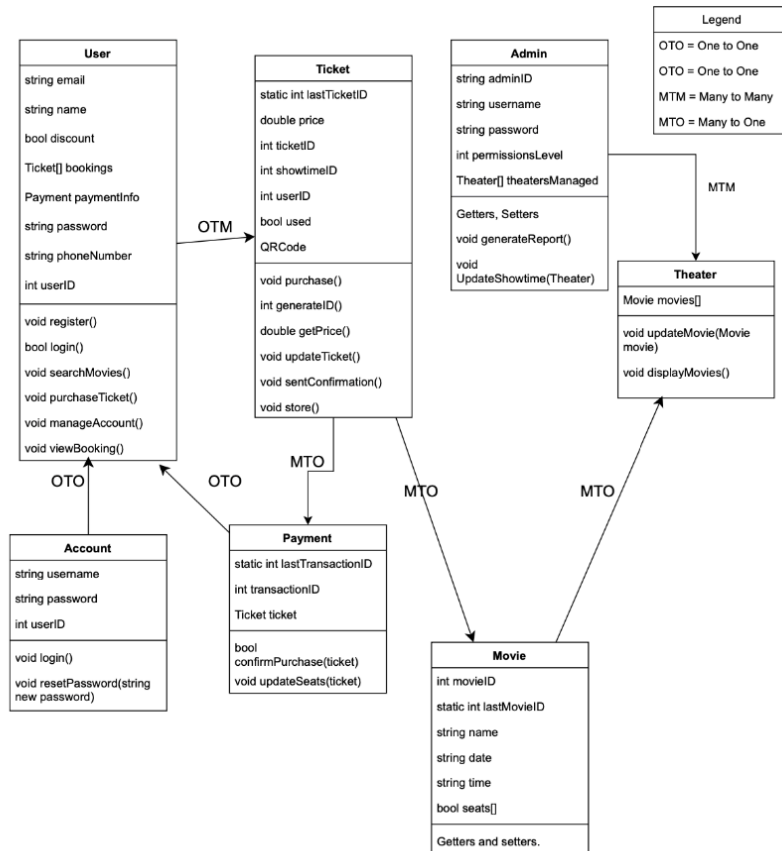 User
string email
string name
bool discount
Ticket[] bookings
Payment paymentInfo
string password
string phoneNumber
int userID
void register()
bool login()
void searchMovies()
void purchaseTicket()
void manageAccount()
void viewBooking()
OTM
Ticket
static int lastTicketID
double price
int ticketID
int showtimeID
int userID
bool used
QRCode
void purchase()
int generateID()
double getPrice()
void updateTicket()
void sentConfirmation()
void store()
Admin
string adminID
string username
string password
int permissionsLevel
Theater[] theatersManaged
Getters, Setters
void generateReport()
void
UpdateShowtime(Theater)
Legend
OTO = One to One
OTO = One to One
MTM = Many to Many
MTO = Many to One
MTM
Theater
Movie movies[]
void updateMovie(Movie
movie)
void displayMovies()
OTO
OTO
MTO
MTO
MTO
Account
string username
string password
int userID
void login()
void resetPassword(string
new password)
Payment
static int lastTransactionID
int transactionID
Ticket ticket
bool
confirmPurchase(ticket)
void updateSeats(ticket)
Movie
int movieID
static int lastMovieID
string name
string date
string time
bool seats[]
Getters and setters.